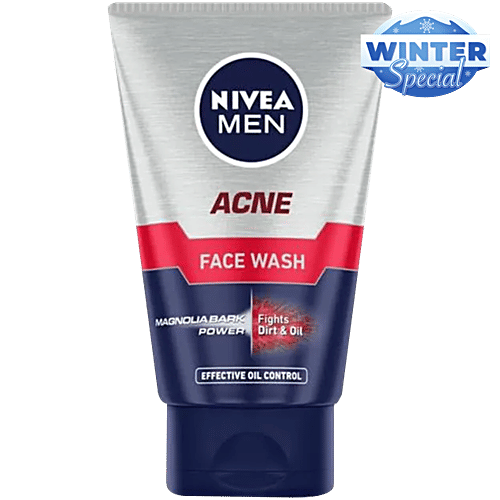 WINTER
Special
NIVEA
MEN
ACNE
FACE WASH
MAGNOLIA BARK
POWER
Fights
Dirt & Oil
EFFECTIVE OIL CONTROL